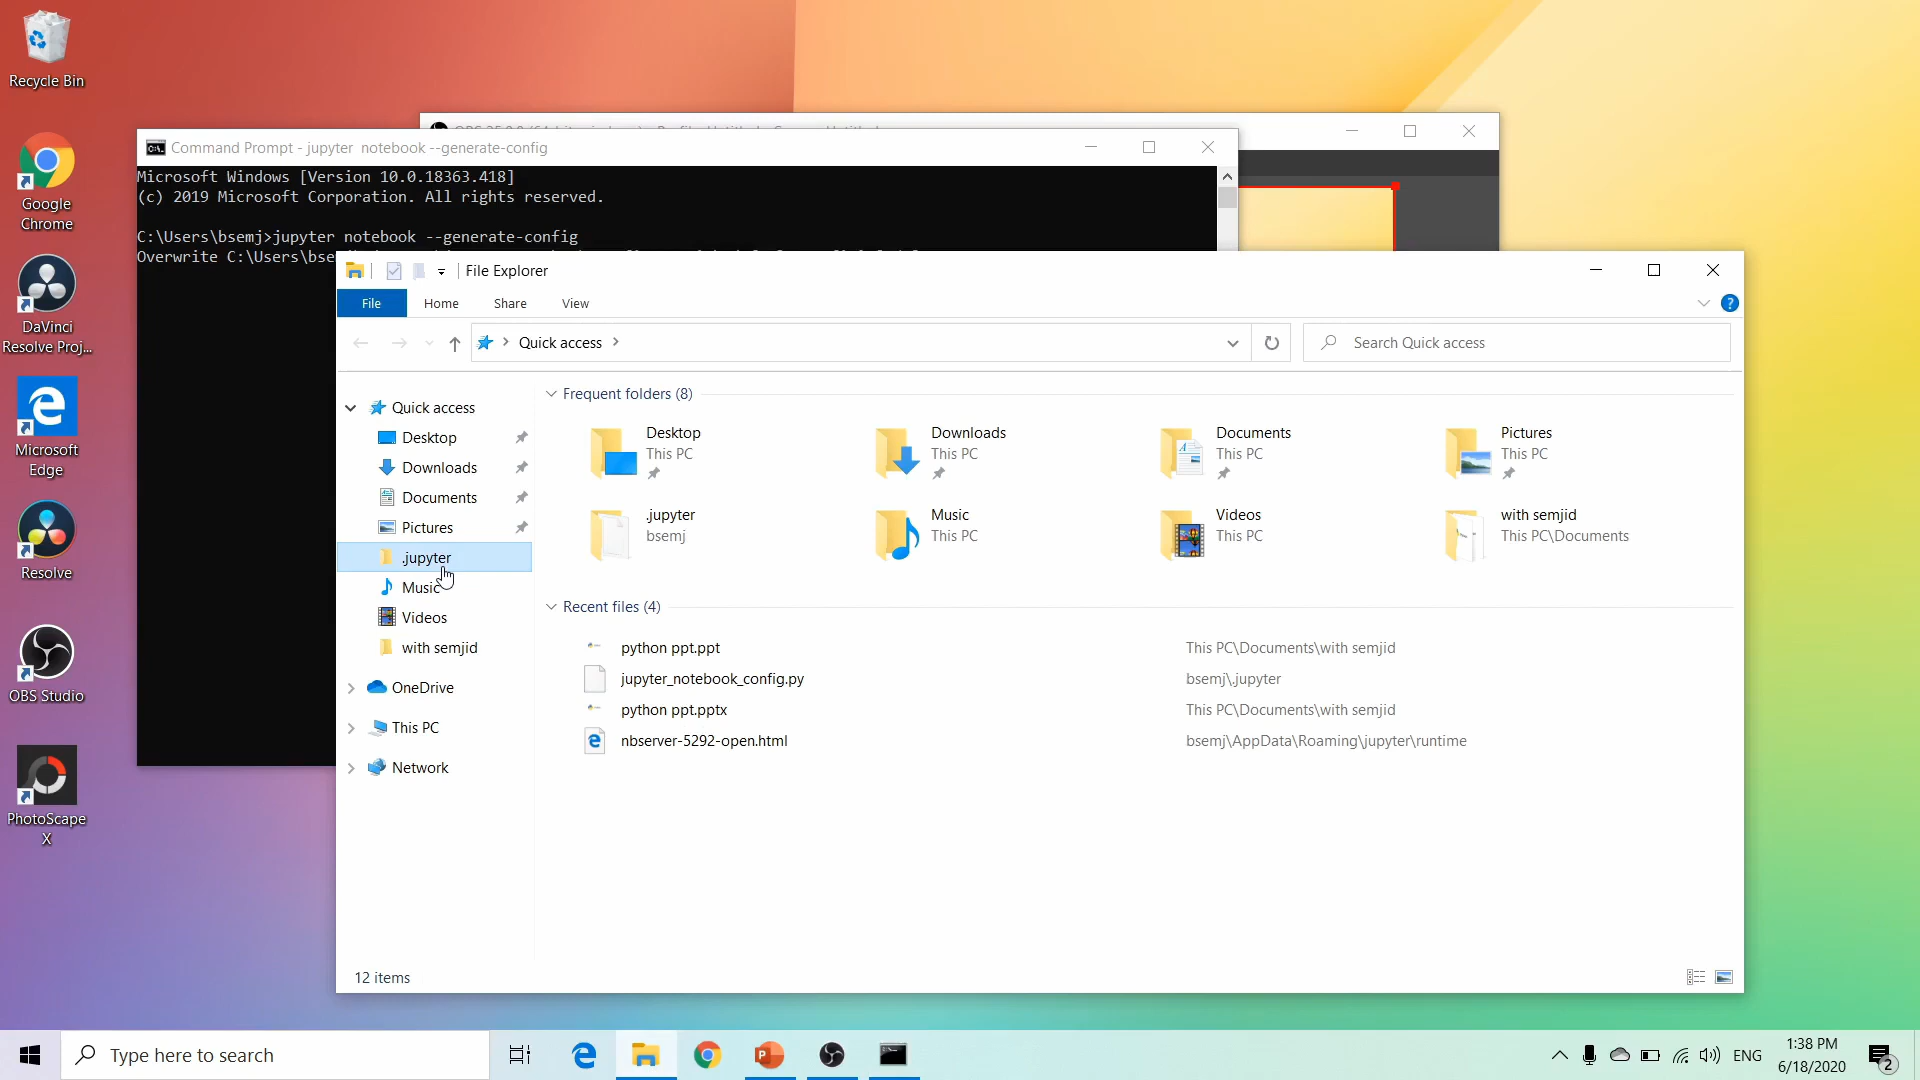 Recycle Bin
Google
Chrome
DaVinci
Resolve Proj...
Microsoft
Edge
Resolve
OBS Studio
PhotoScape
X
Command Prompt - jupyter  notebook --generate-config
Microsoft Windows [Version 10.0.18363.418]
(c) 2019 Microsoft Corporation. All rights reserved.
C:\Users\bsemj>jupyter notebook --generate-config
Overwrite C:\Users\bse
File Explorer
File
Home
Share
View
Quick access
Search Quick access
Quick access
Desktop
Downloads
Documents
Pictures
.jupyter
Music
Videos
with semjid
OneDrive
This PC
Network
Frequent folders (8)
Desktop
This PC
Downloads
This PC
Documents
This PC
Pictures
This PC
.jupyter
bsemj
Music
This PC
Videos
This PC
with semjid
This PC\Documents
Recent files (4)
python ppt.ppt
This PC\Documents\with semjid
jupyter_notebook_config.py
bsemj\.jupyter
python ppt.pptx
This PC\Documents\with semjid
nbserver-5292-open.html
bsemj\AppData\Roaming\jupyter\runtime
12 items
Type here to search
ENG
1:38 PM
6/18/2020
2